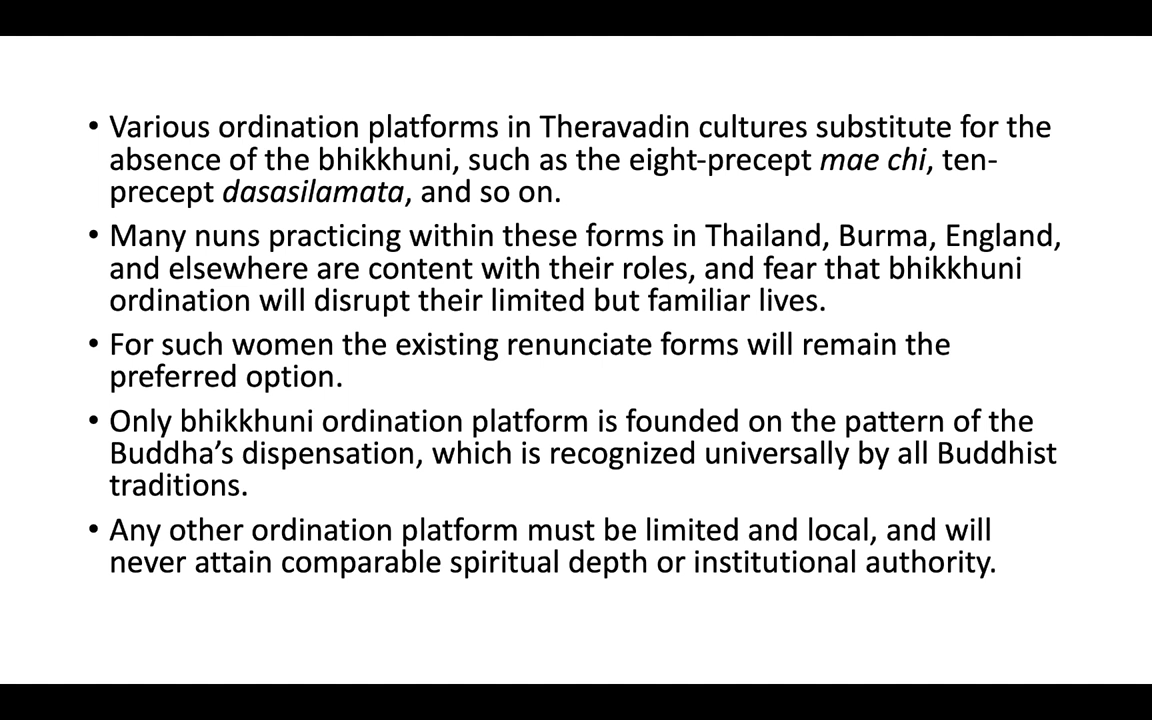 • Various ordination platforms in Theravadin cultures substitute for the
absence of the bhikkhuni, such as the eight-precept mae chi, ten-
precept dasasilamata, and so on.
• Many nuns practicing within these forms in Thailand, Burma, England,
and elsewhere are content with their roles, and fear that bhikkhuni
ordination will disrupt their limited but familiar lives.
• For such women the existing renunciate forms will remain the
preferred option.
• Only bhikkhuni ordination platform is founded on the pattern of the
Buddha’s dispensation, which is recognized universally by all Buddhist
traditions.
• Any other ordination platform must be limited and local, and will
never attain comparable spiritual depth or institutional authority.